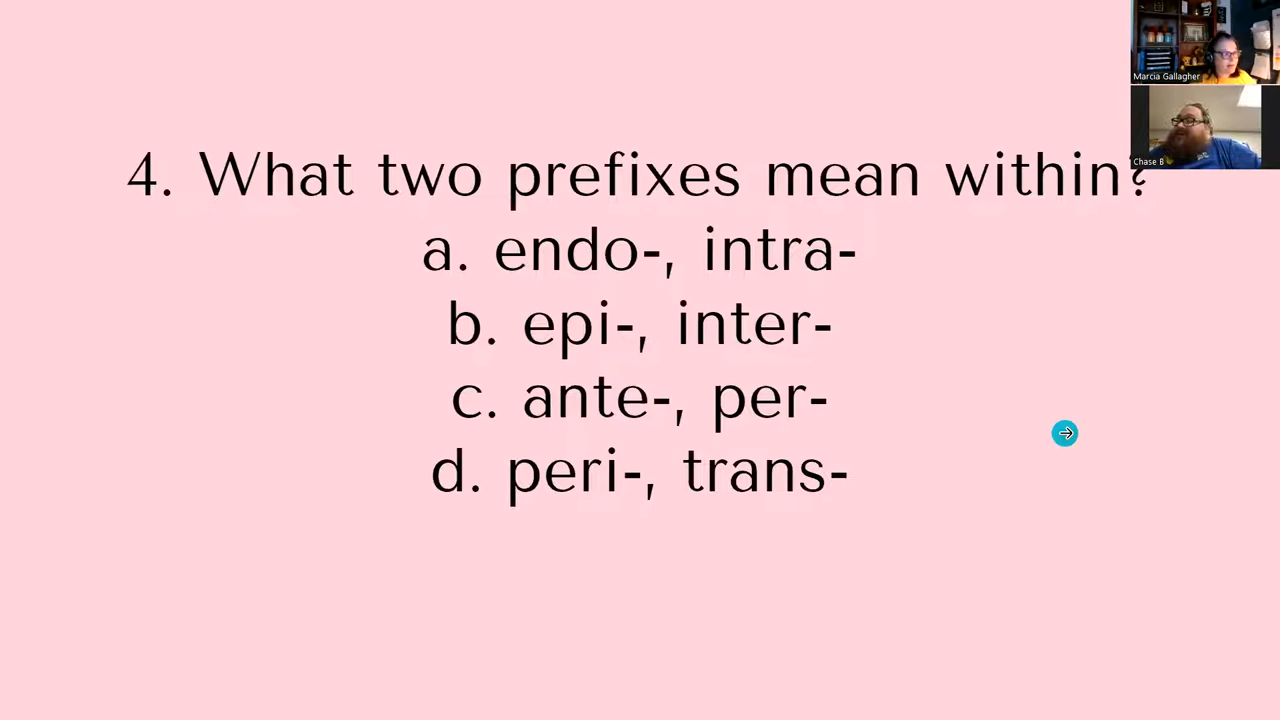 Marcia Gallagher
Chase B
4. What two prefixes mean within?
a. endo-, intra-
b. epi-, inter-
c. ante-, per-
d. peri-, trans-